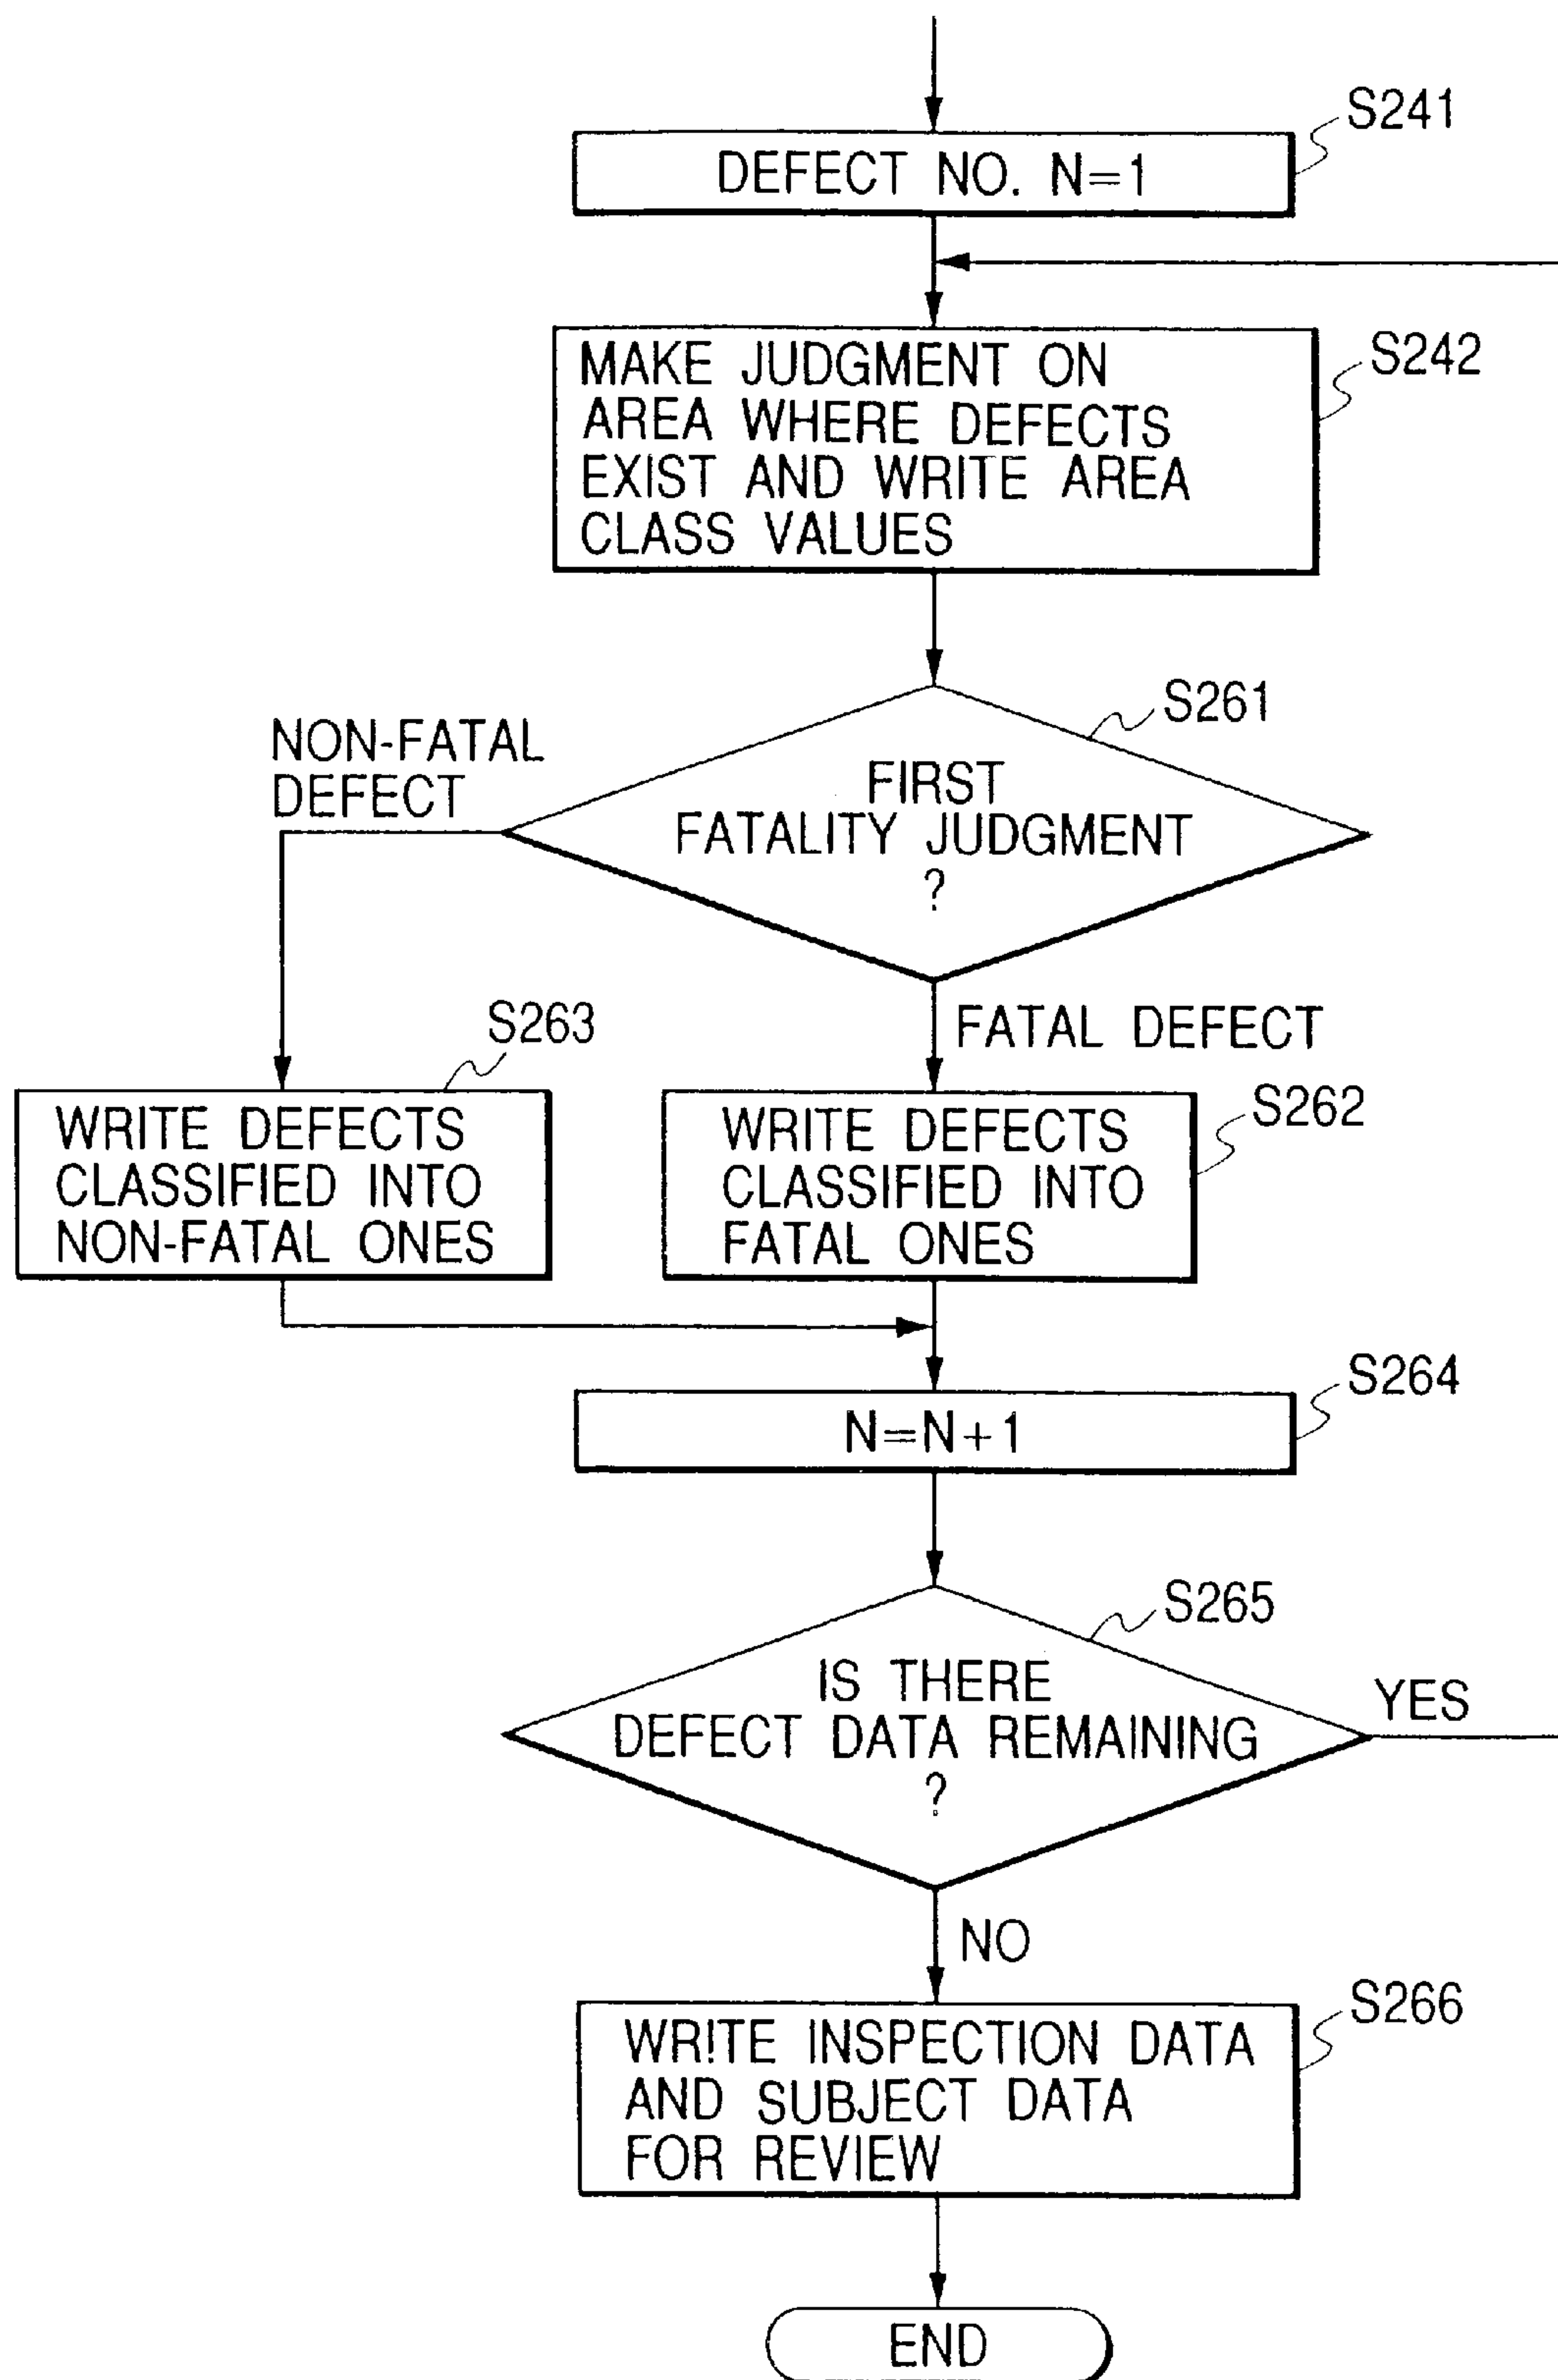 S241
DEFECT NO. N=1
S242
MAKE JUDGMENT ON
AREA WHERE DEFECTS
EXIST AND WRITE AREA
CLASS VALUES
S261
NON-FATAL
DEFECT
FIRST
FATALITY JUDGMENT
?
S263
FATAL DEFECT
S262
WRITE DEFECTS
CLASSIFIED INTO
NON-FATAL ONES
WRITE DEFECTS
CLASSIFIED INTO
FATAL ONES
S264
N=N+1
S265
IS THERE
DEFECT DATA REMAINING
?
YES
NO
S266
WRITE INSPECTION DATA
AND SUBJECT DATA
FOR REVIEW
END